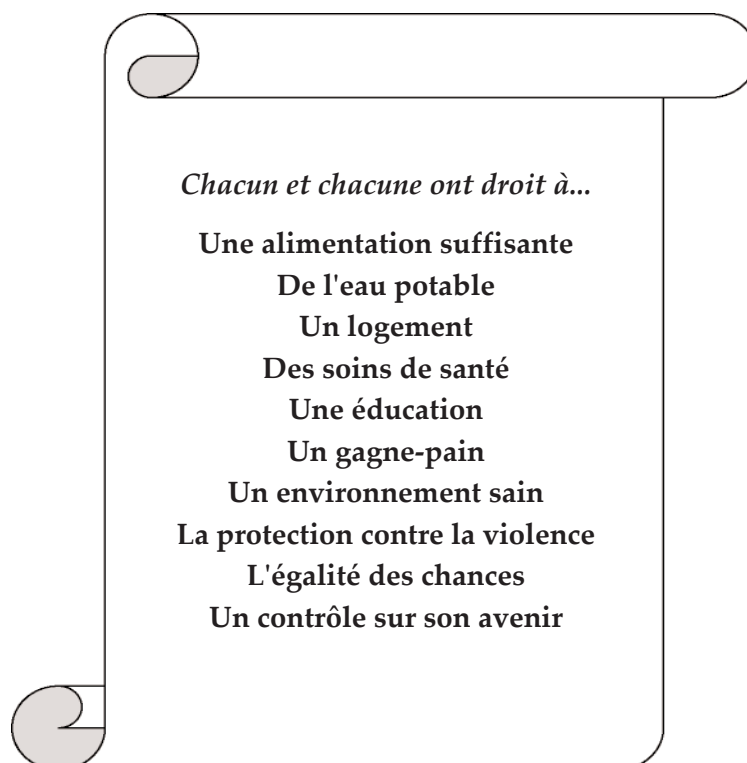 Chacun et chacune ont droit à...
Une alimentation suffisante
De l'eau potable
Un logement
Des soins de santé
Une éducation
Un gagne-pain
Un environnement sain
La protection contre la violence
L'égalité des chances
Un contrôle sur son avenir